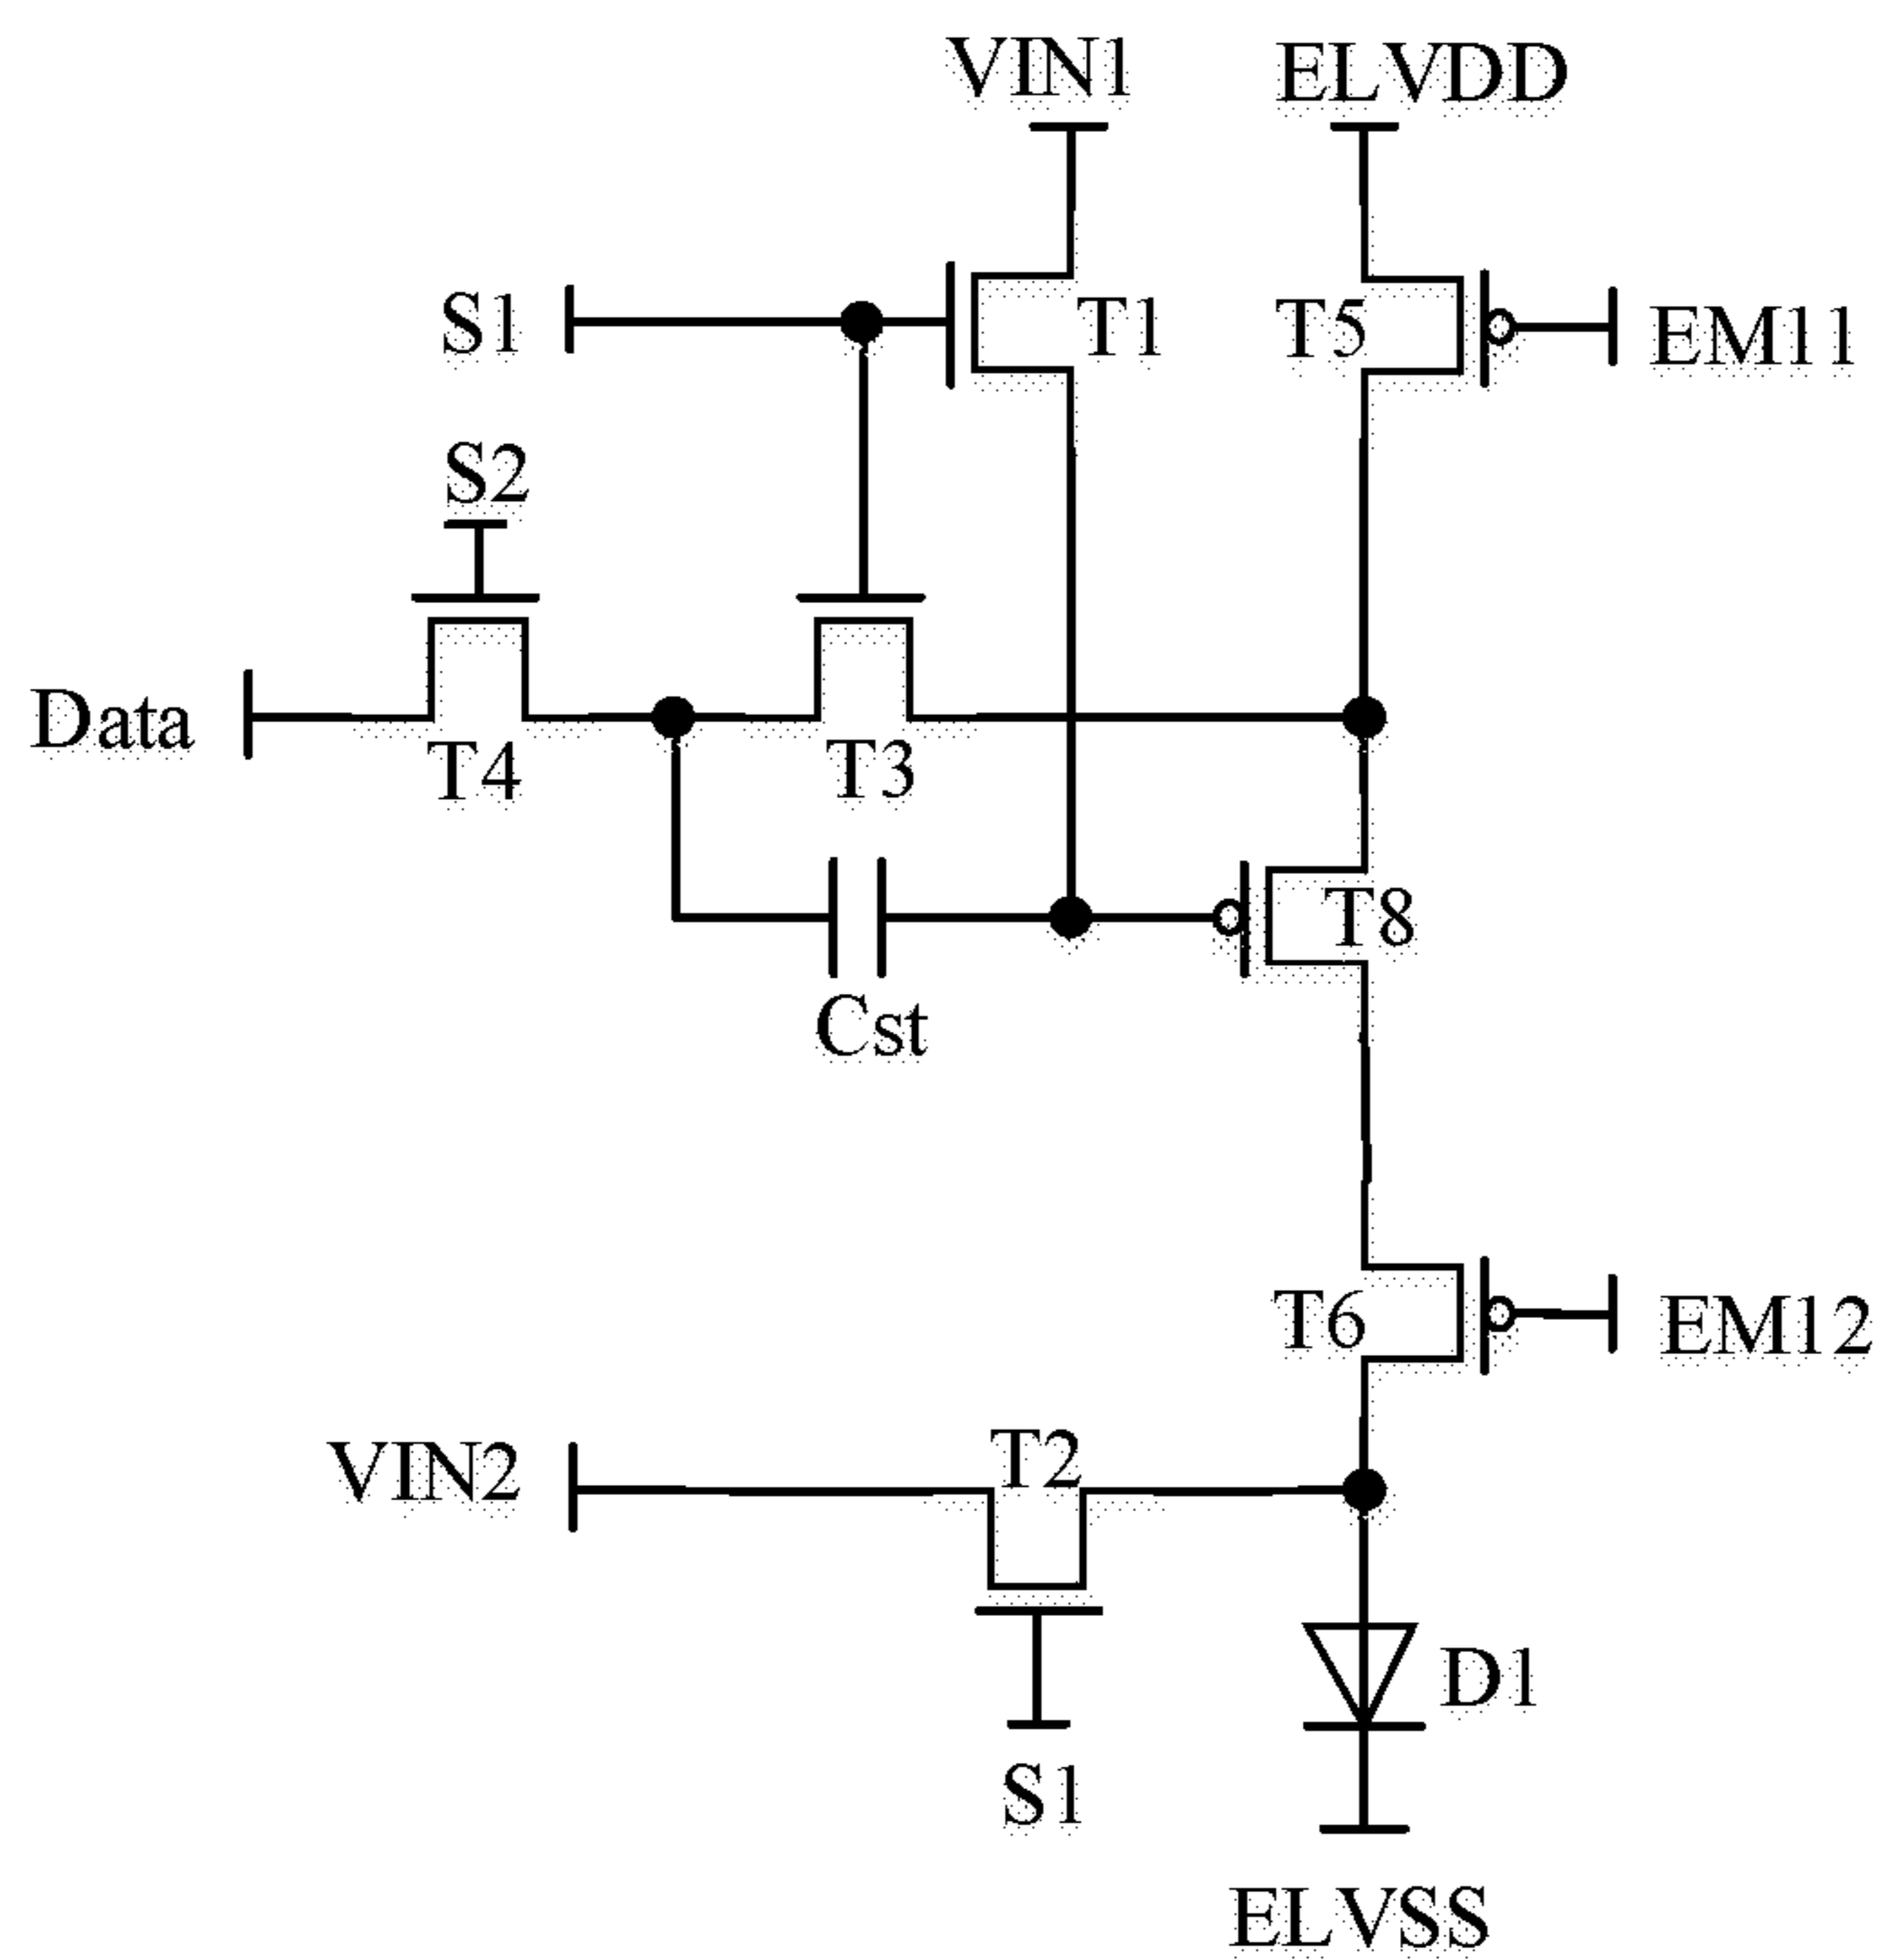 VIN1
ELVDD
S1
T1
T5
EM11
S2
Data
T4
T3
T8
Cst
T6
EM12
VIN2
T2
D1
S1
ELVSS